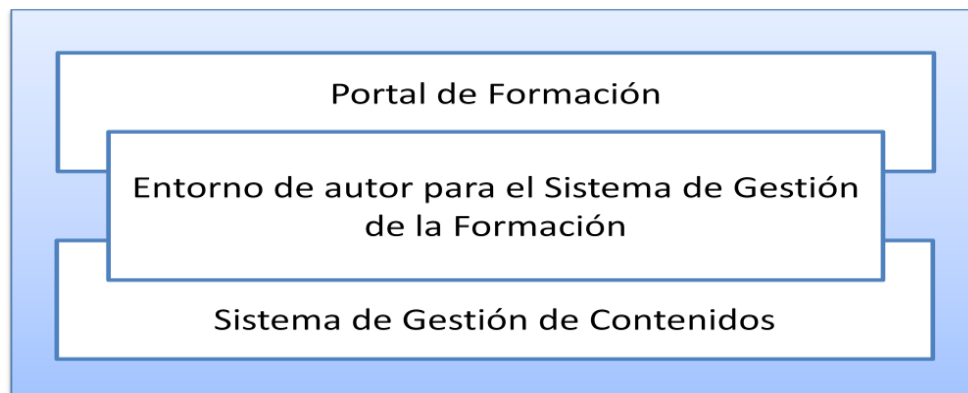 Portal de Formación
Entorno de autor para el Sistema de Gestión
de la Formación
Sistema de Gestión de Contenidos